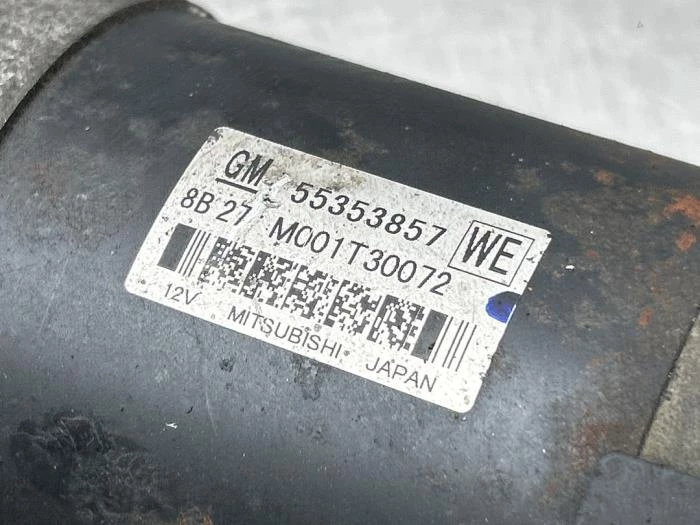 GM 55353857
8B 27 M001T30072 WE
12V MITSUBISHI JAPAN